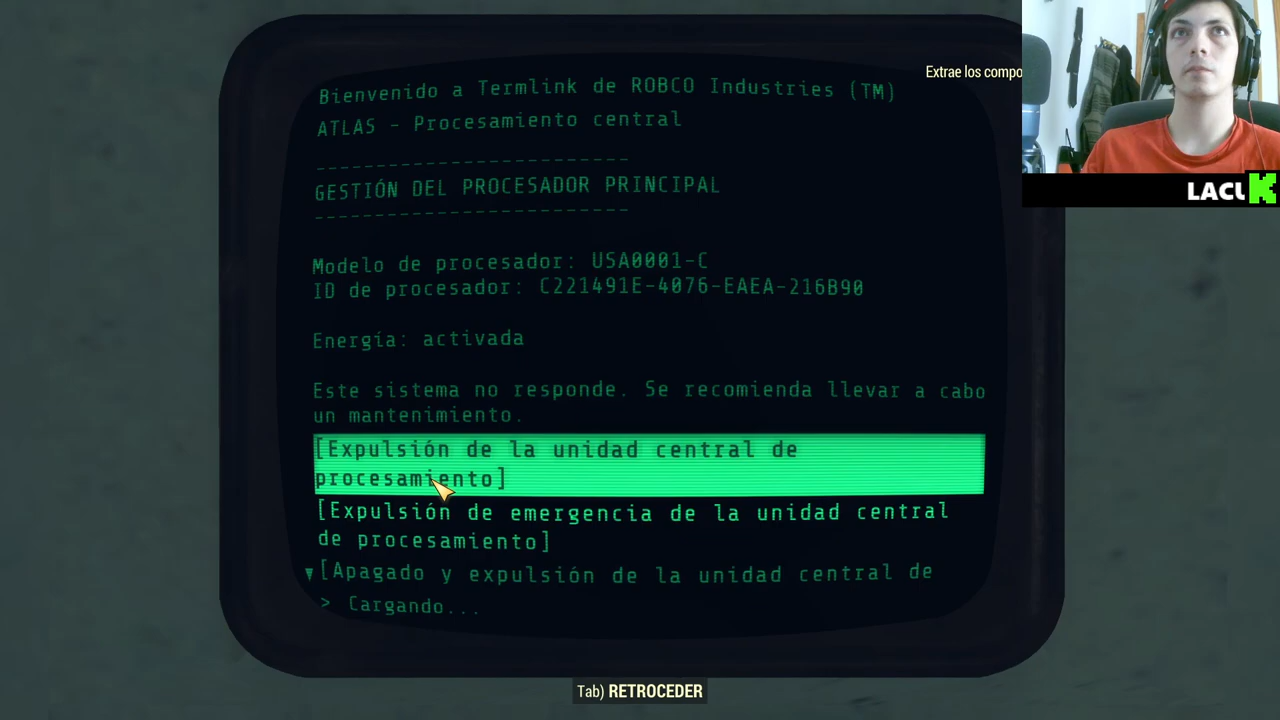 Bienvenido a Termlink de ROBCO Industries (TM)
ATLAS - Procesamiento central
--------------------------
GESTIÓN DEL PROCESADOR PRINCIPAL
--------------------------
Modelo de procesador: USA0001-C
ID de procesador: C221491E-4076-EAEA-216B90
Energía: activada
Este sistema no responde. Se recomienda llevar a cabo
un mantenimiento.
[Expulsión de la unidad central de
procesamiento]
[Expulsión de emergencia de la unidad central
de procesamiento]
[Apagado y expulsión de la unidad central de
> Cargando...
Extrae los
LACU
K
Tab) RETROCEDER